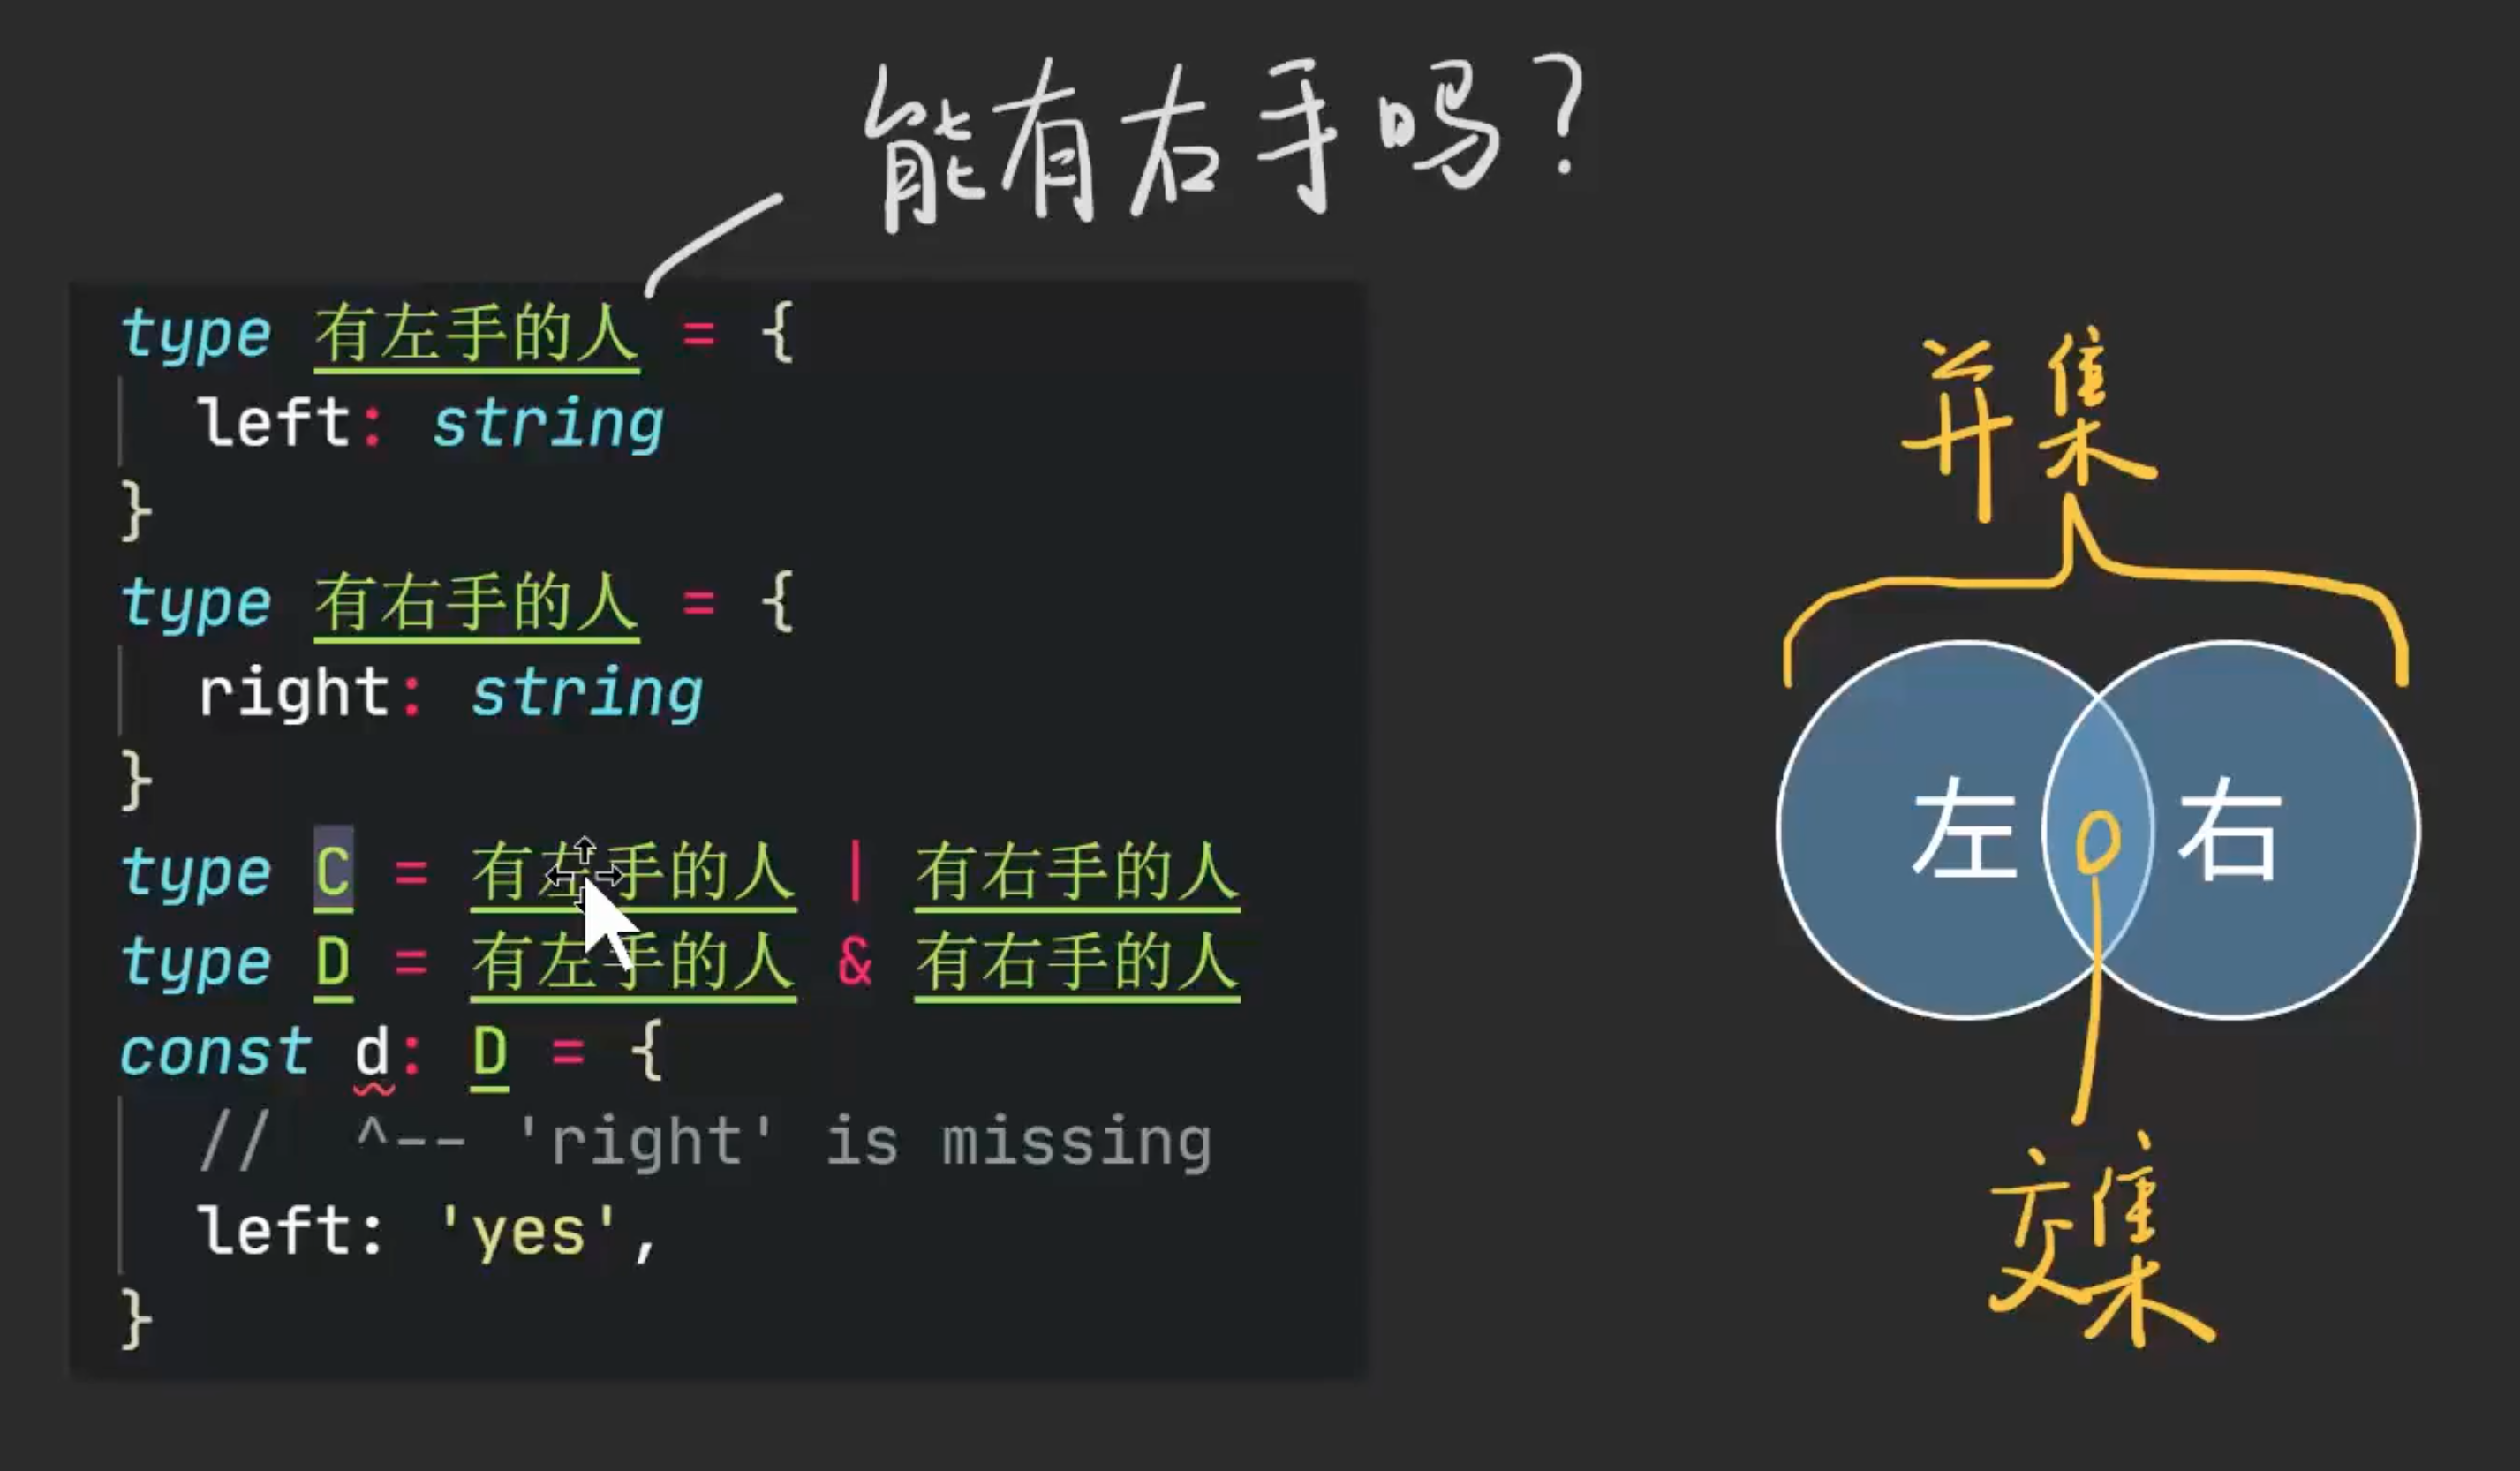 能有右手吗?
type 有左手的人 = {
left: string
}
type 有右手的人 = {
right: string
}
type C = 有左手的人 | 有右手的人
type D = 有左手的人 & 有右手的人
const d: D = {
//  ^-- 'right' is missing
left: 'yes',
}
并集
左 右
交集